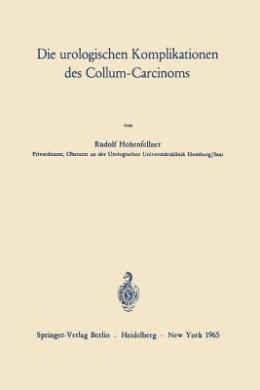 Die urologischen Komplikationen
des Collum-Carcinoms
von
Rudolf Hohenfellner
Privatdozent, Oberarzt an der Urologischen Universitätsklinik Homburg/Saar
Springer-Verlag Berlin · Heidelberg · New York 1965